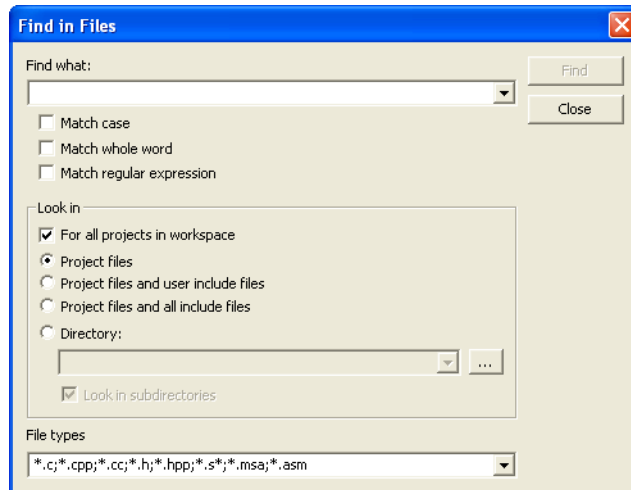 Find in Files
Find what:
Find
Close
Match case
Match whole word
Match regular expression
Look in
For all projects in workspace
Project files
Project files and user include files
Project files and all include files
Directory:
...
Look in subdirectories
File types
*.c;*.cpp;*.cc;*.h;*.hpp;*.s*;*.msa;*.asm